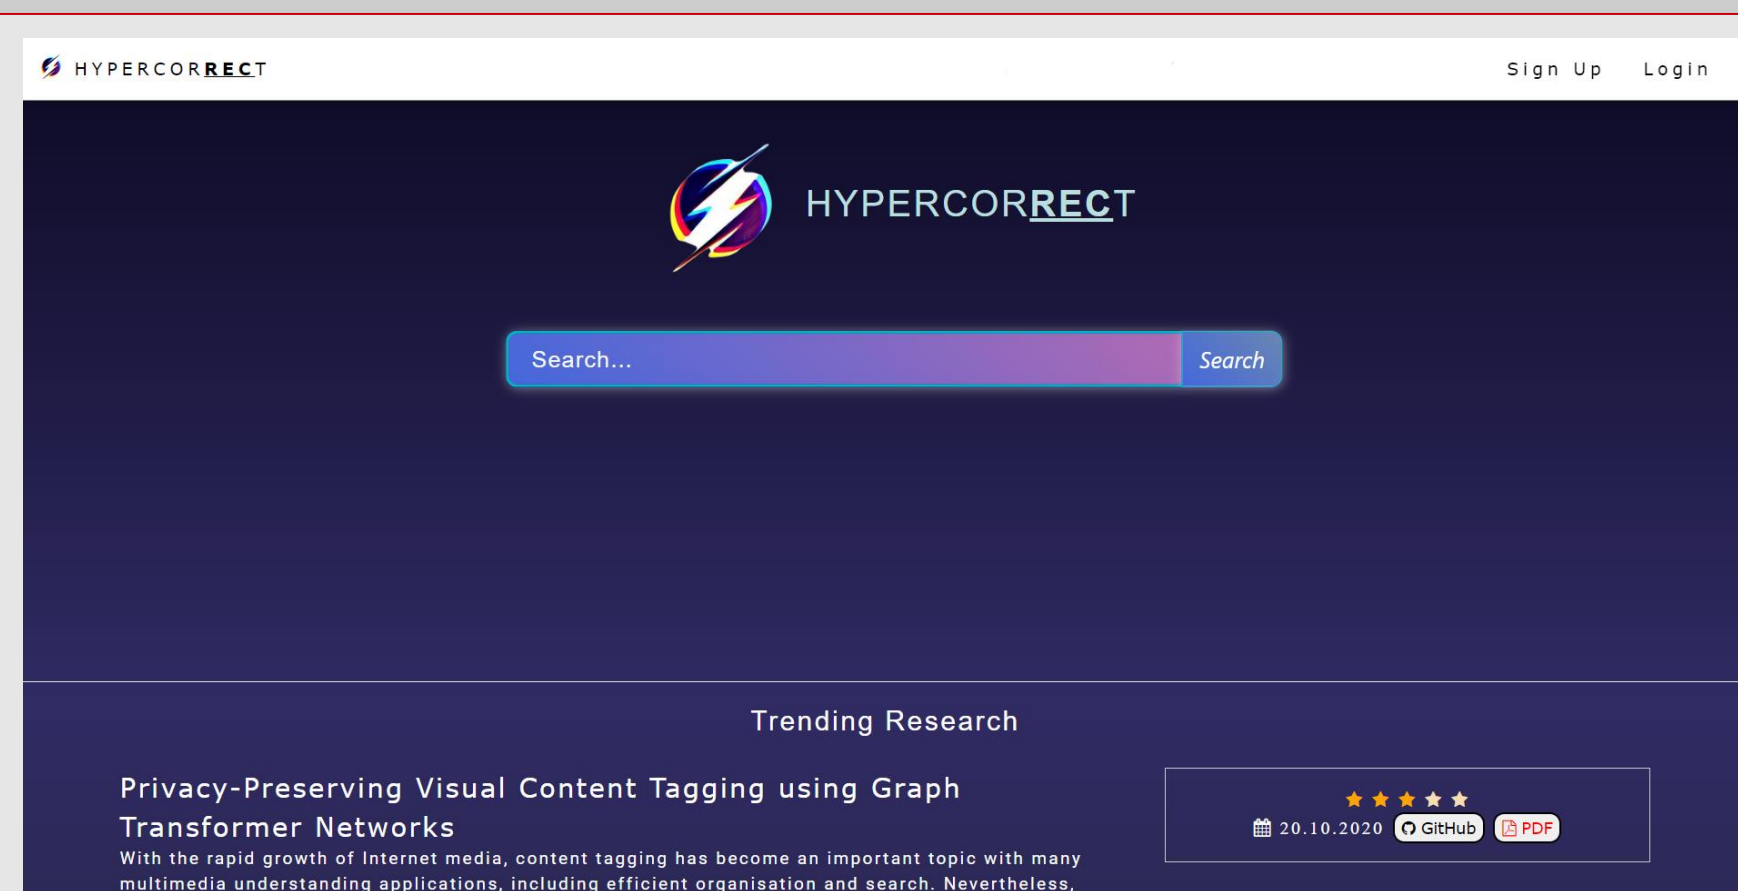 HYPERCORRECT
Sign Up Login
HYPERCORRECT
Search...
Search
Trending Research
Privacy-Preserving Visual Content Tagging using Graph
Transformer Networks
With the rapid growth of Internet media, content tagging has become an important topic with many
multimedia understanding applications, including efficient organisation and search. Nevertheless,
20.10.2020 GitHub PDF